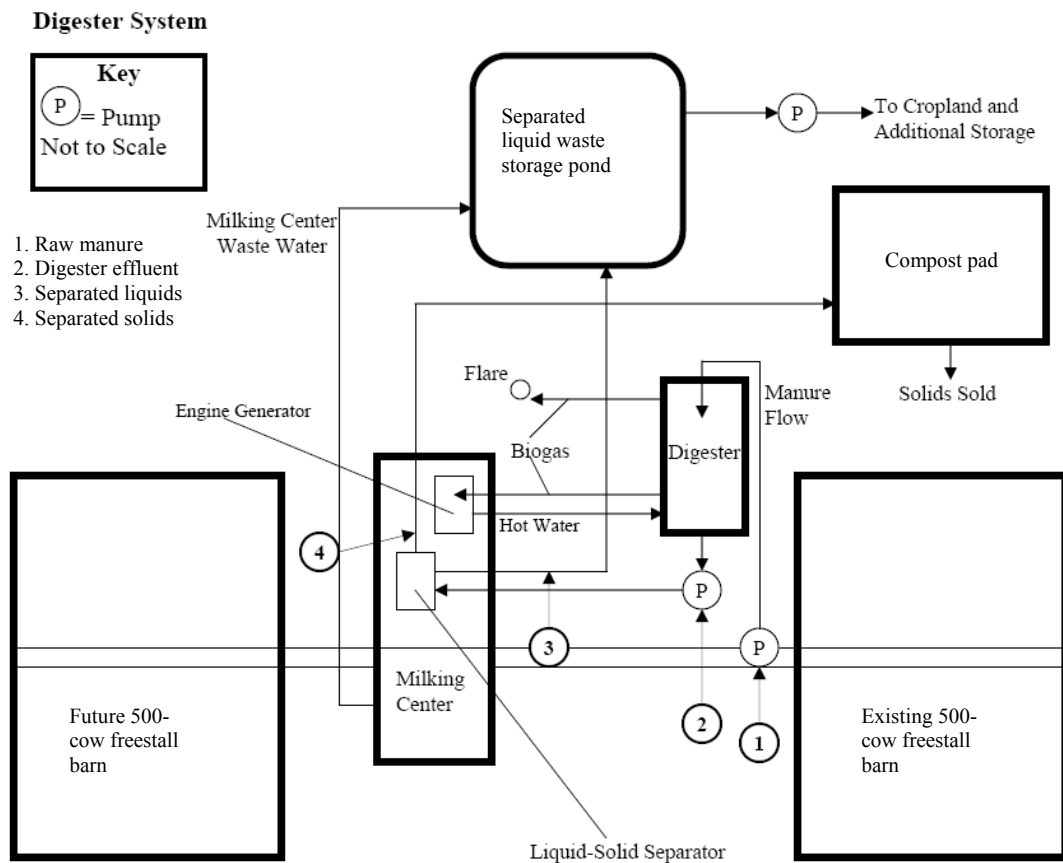 Digester System
Key
P = Pump
Not to Scale
1. Raw manure
2. Digester effluent
3. Separated liquids
4. Separated solids
Separated
liquid waste
storage pond
P
To Cropland and
Additional Storage
Milking Center
Waste Water
Compost pad
Solids Sold
Flare
Manure
Flow
Engine Generator
Biogas
Digester
Hot Water
4
P
3
P
Milking
Center
2
1
Future 500-
cow freestall
barn
Existing 500-
cow freestall
barn
Liquid-Solid Separator